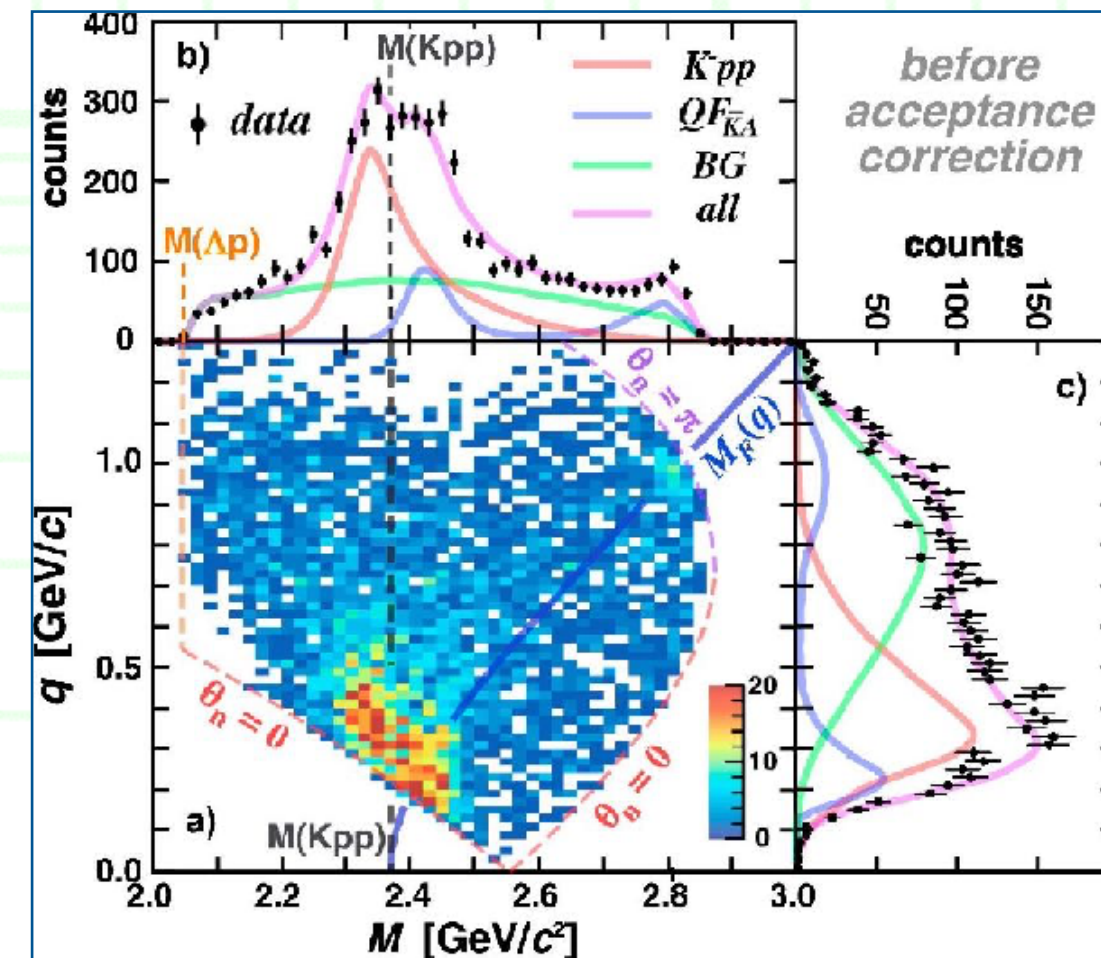 400
b)
M(Kpp)
300
data
K⁻pp
QF_K̄A
BG
all
before
acceptance
correction
counts
200
100
0
M(Λp)
counts
50
100
150
c)
θn = π
M_F(q)
1.0
0.5
0.0
q [GeV/c]
θn = 0
θn = 0
20
10
0
a)
M(Kpp)
2.0
2.2
2.4
2.6
2.8
3.0
M [GeV/c²]